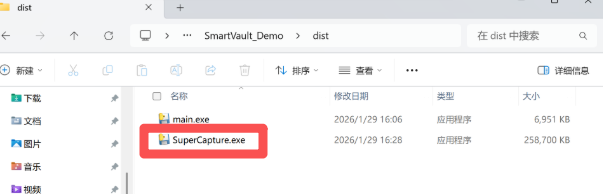 dist
SmartVault_Demo > dist
在 dist 中搜索
新建
排序
查看
详细信息
名称 修改日期 类型 大小
下载
文档
图片
音乐
视频
main.exe 2026/1/29 16:06 应用程序 6,951 KB
SuperCapture.exe 2026/1/29 16:28 应用程序 258,700 KB